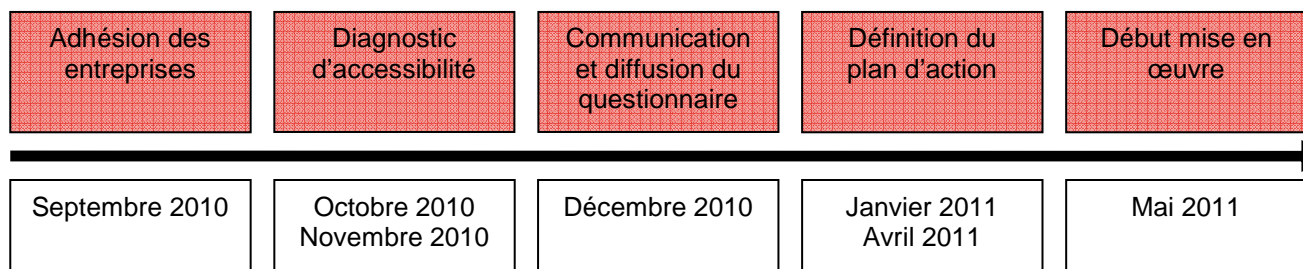 Adhésion des
entreprises
Diagnostic
d'accessibilité
Communication
et diffusion du
questionnaire
Définition du
plan d'action
Début mise en
œuvre
Septembre 2010
Octobre 2010
Novembre 2010
Décembre 2010
Janvier 2011
Avril 2011
Mai 2011